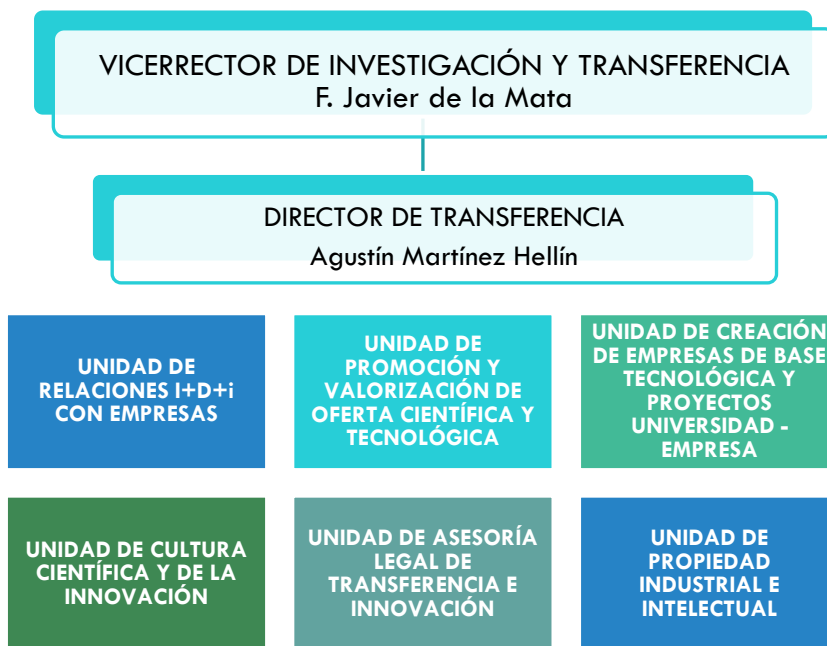 VICERRECTOR DE INVESTIGACIÓN Y TRANSFERENCIA
F. Javier de la Mata
DIRECTOR DE TRANSFERENCIA
Agustín Martínez Hellín
UNIDAD DE
RELACIONES I+D+i
CON EMPRESAS
UNIDAD DE
PROMOCIÓN Y
VALORIZACIÓN DE
OFERTA CIENTÍFICA Y
TECNOLÓGICA
UNIDAD DE CREACIÓN
DE EMPRESAS DE BASE
TECNOLÓGICA Y
PROYECTOS
UNIVERSIDAD -
EMPRESA
UNIDAD DE CULTURA
CIENTÍFICA Y DE LA
INNOVACIÓN
UNIDAD DE ASESORÍA
LEGAL DE
TRANSFERENCIA E
INNOVACIÓN
UNIDAD DE
PROPIEDAD
INDUSTRIAL E
INTELECTUAL